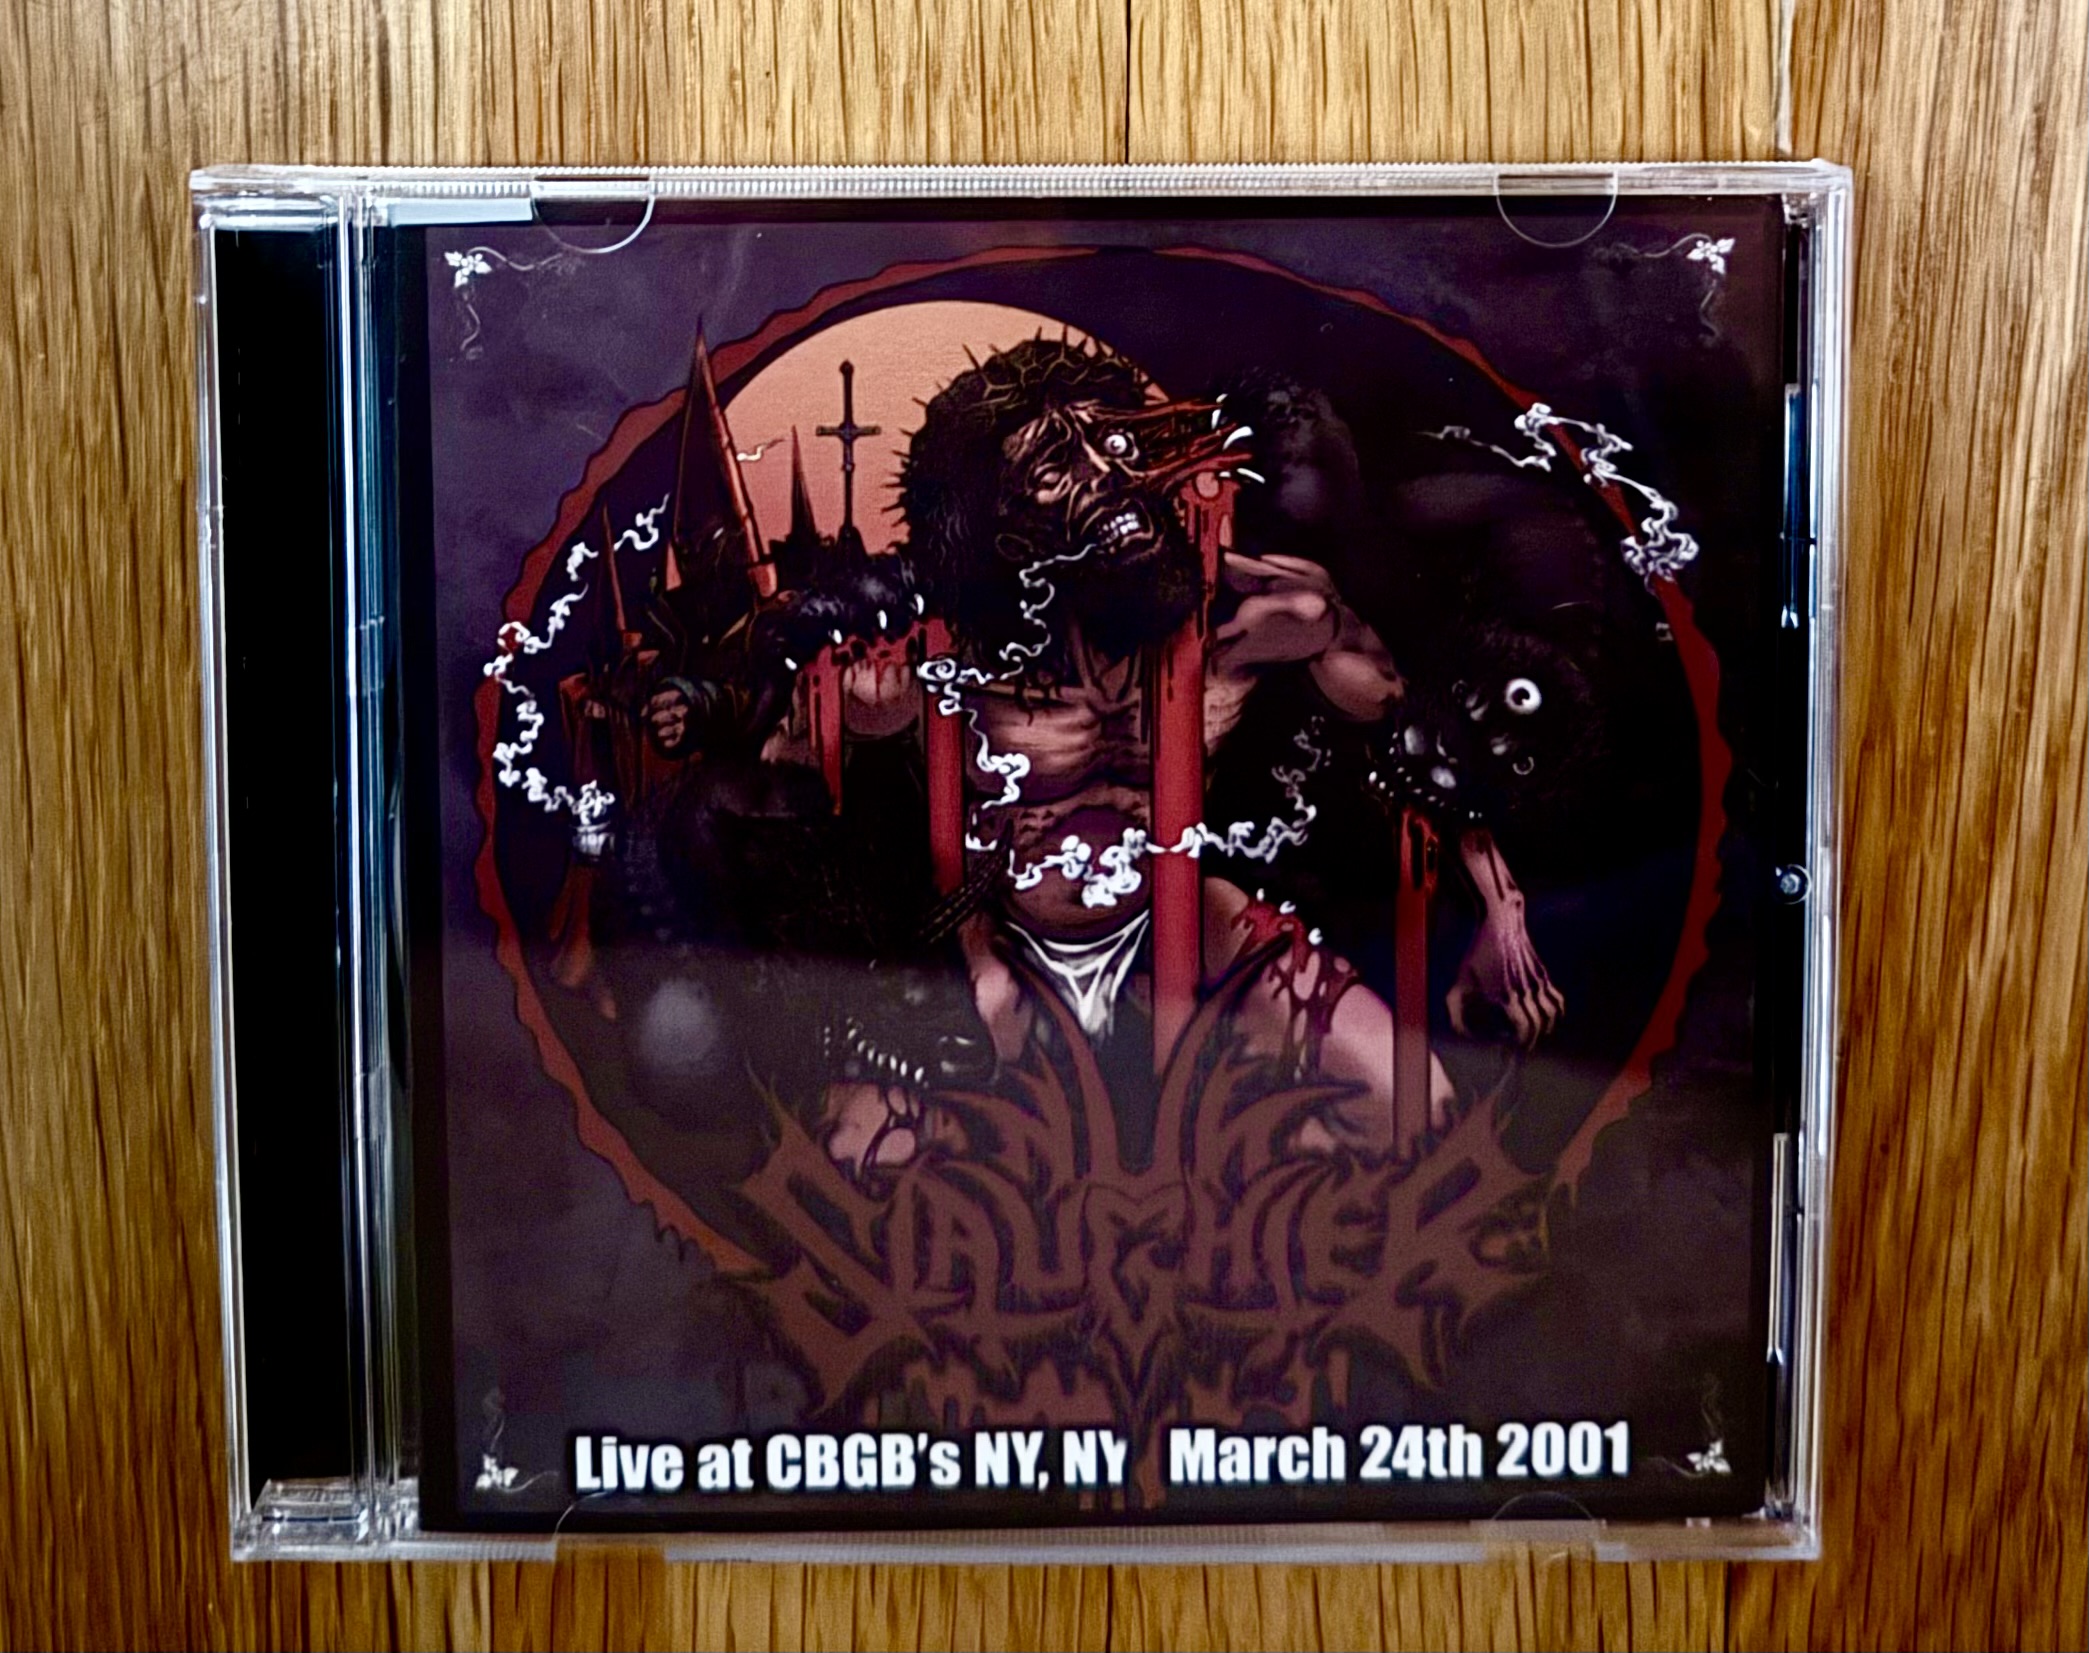 SLAUGHTER
Live at CBGB's NY, NY March 24th 2001